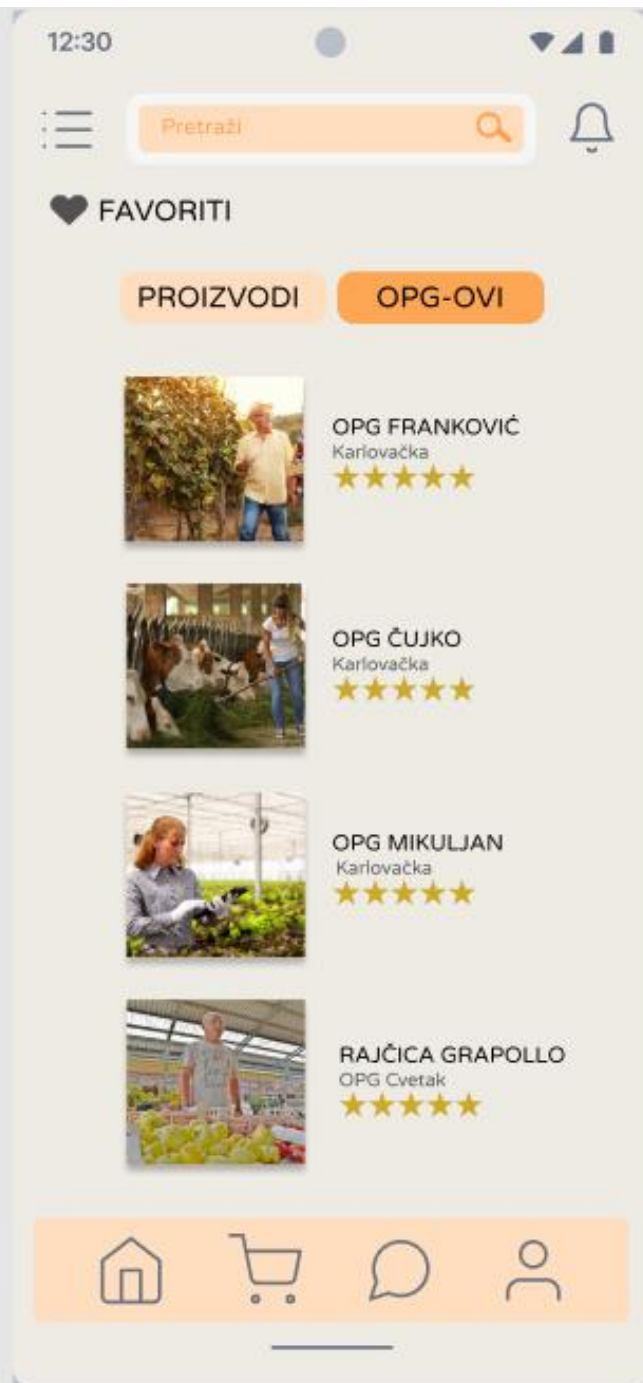 12:30
Pretraži
FAVORITI
PROIZVODI
OPG-OVI
OPG FRANKOVIĆ
Karlovačka
OPG ČUJKO
Karlovačka
OPG MIKULJAN
Karlovačka
RAJČICA GRAPOLLO
OPG Cvetak